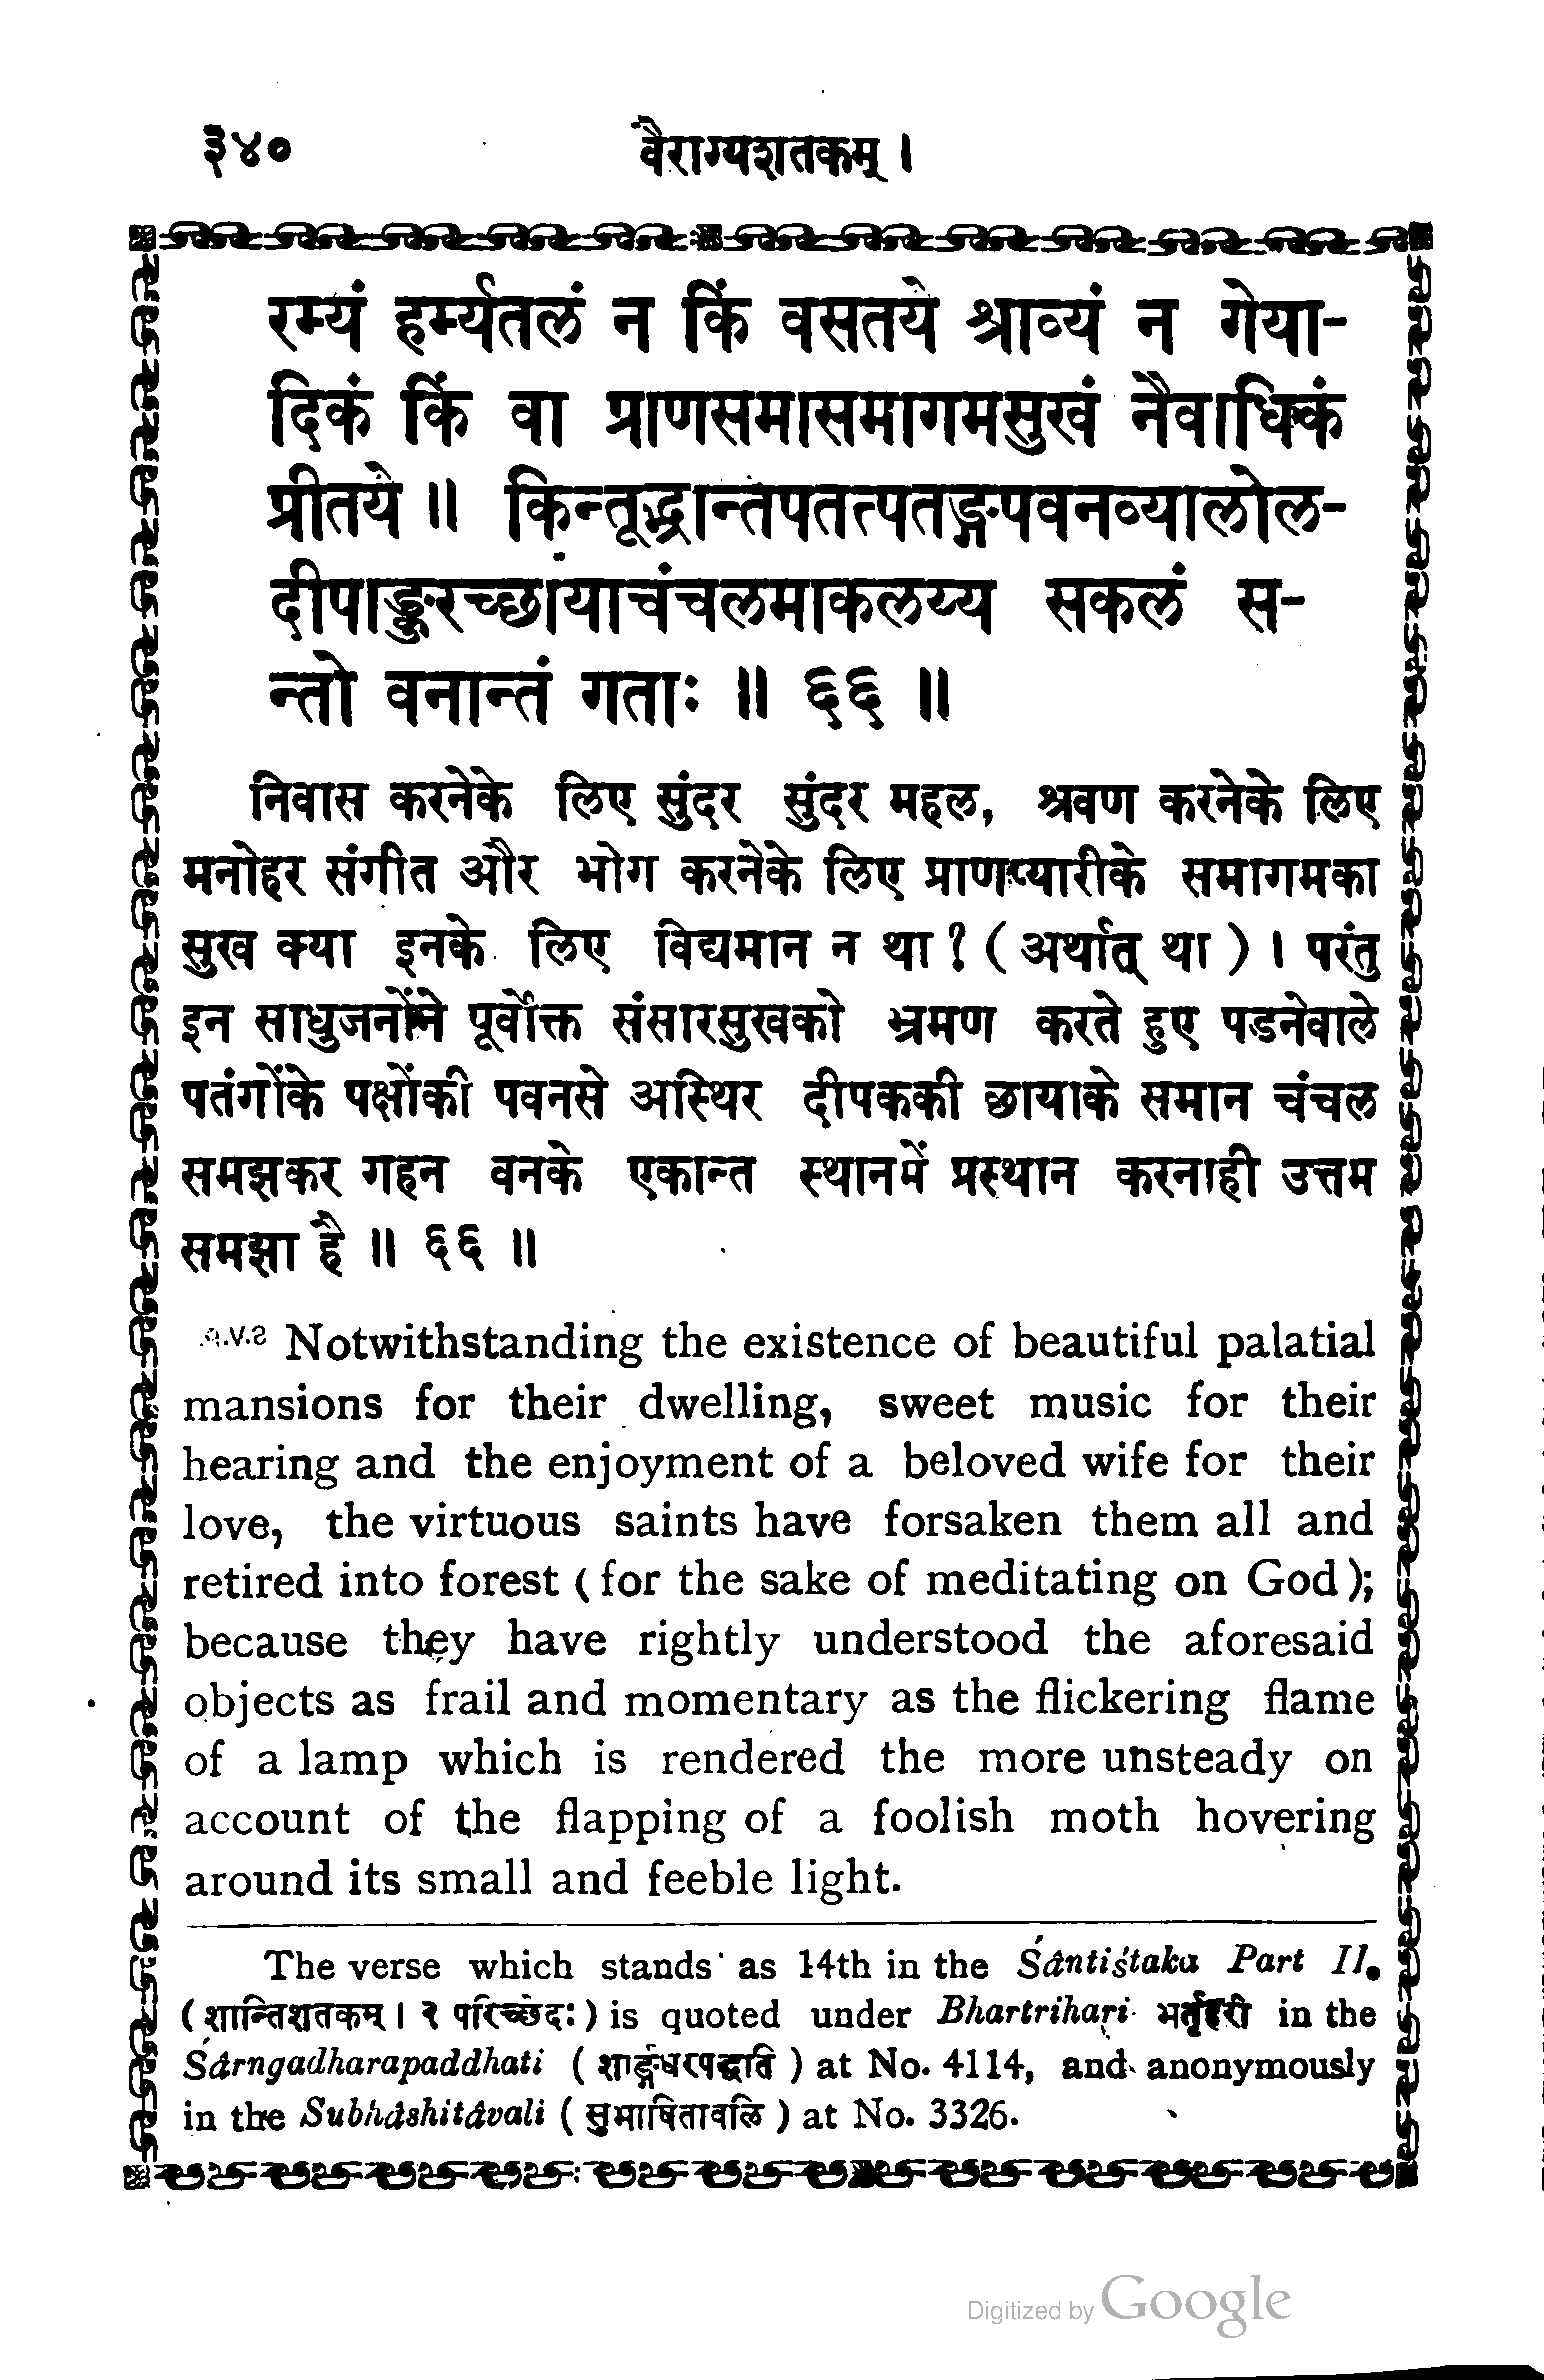 ३४० वैराग्यशतकम् ।
रम्यं हर्म्यतलं न किं वसतये श्राव्यं न गेया-
दिकं किं वा प्राणसमासमागमसुखं नैवाधिकं
प्रीतये ॥ किन्तूद्भ्रान्तपतत्पतङ्गपवनव्यालोल-
दीपाङ्कुरच्छायाचंचलमाकलय्य सकलं स-
न्तो वनान्तं गताः ॥ ६६ ॥
निवास करनेके लिए सुंदर सुंदर महल, श्रवण करनेके लिए
मनोहर संगीत और भोग करनेके लिए प्राणप्यारीके समागमका
सुख क्या इनके लिए विद्यमान न था ? ( अर्थात् था ) । परंतु
इन साधुजनोंने पूर्वोक्त संसारसुखको भ्रमण करते हुए पडनेवाले
पतंगोंके पक्षोंकी पवनसे अस्थिर दीपककी छायाके समान चंचल
समझकर गहन वनके एकान्त स्थानमें प्रस्थान करनाही उत्तम
समझा है ॥ ६६ ॥
Notwithstanding the existence of beautiful palatial
mansions for their dwelling, sweet music for their
hearing and the enjoyment of a beloved wife for their
love, the virtuous saints have forsaken them all and
retired into forest ( for the sake of meditating on God );
because they have rightly understood the aforesaid
objects as frail and momentary as the flickering flame
of a lamp which is rendered the more unsteady on
account of the flapping of a foolish moth hovering
around its small and feeble light.
The verse which stands as 14th in the Śântiśtaka Part II.
( शान्तिशतकम् । २ परिच्छेदः ) is quoted under Bhartrihari भर्तृहरी in the
Śârngadharapaddhati ( शार्ङ्गधरपद्धति ) at No. 4114, and anonymously
in the Subhâshitâvali ( सुभाषितावलि ) at No. 3326.
Digitized by Google